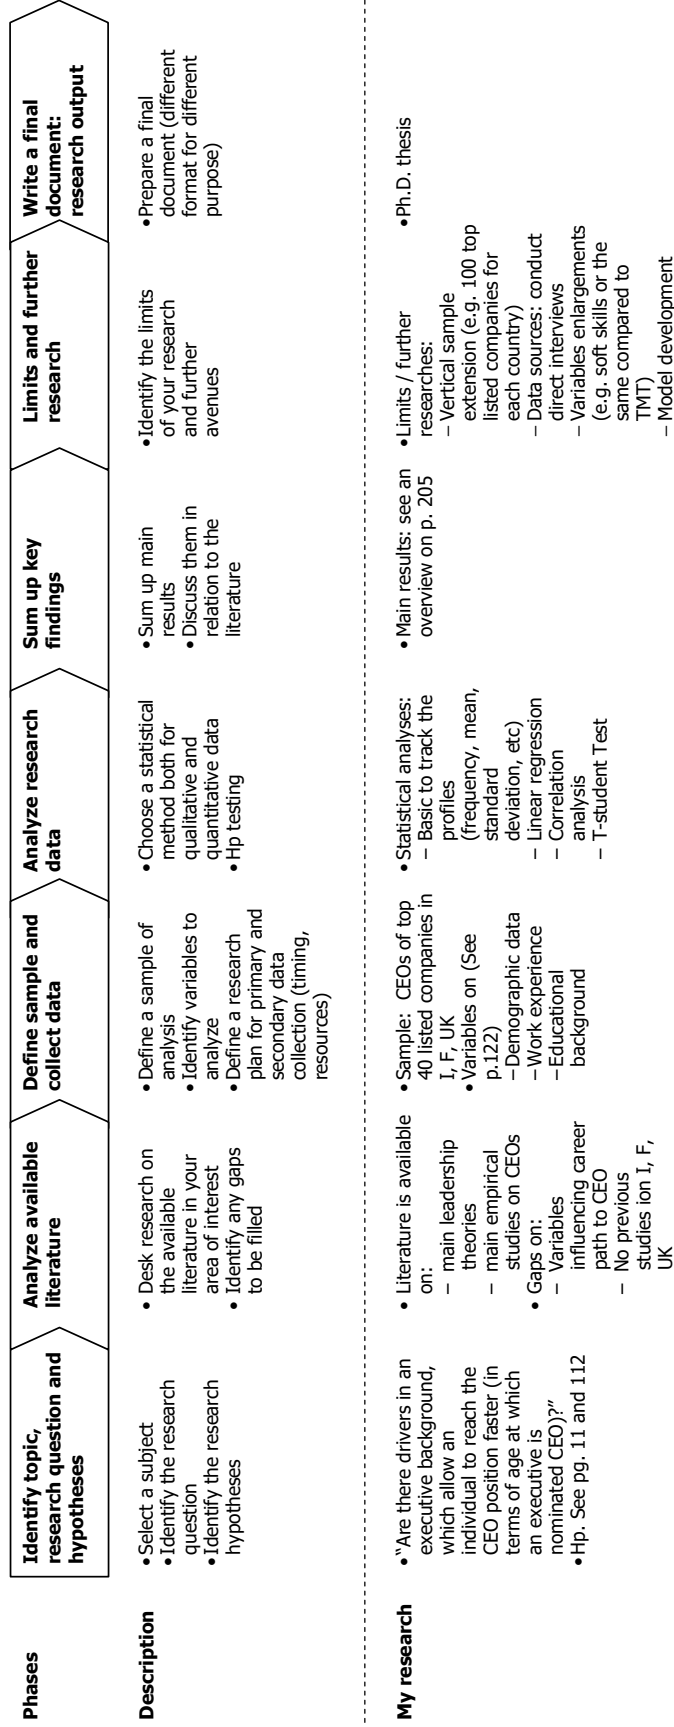 Phases
Identify topic,
research question and
hypotheses
Analyze available
literature
Define sample and
collect data
Analyze research
data
Sum up key
findings
Limits and further
research
Write a final
document:
research output
Description
•Select a subject
•Identify the research
question
•Identify the research
hypotheses
• Desk research on
the available
literature in your
area of interest
• Identify any gaps
to be filled
• Define a sample of
analysis
• Identify variables to
analyze
• Define a research
plan for primary and
secondary data
collection (timing,
resources)
• Choose a statistical
method both for
qualitative and
quantitative data
• Hp testing
• Sum up main
results
• Discuss them in
relation to the
literature
•Identify the limits
of your research
and further
avenues
•Prepare a final
document (different
format for different
purpose)
My research
•"Are there drivers in an
executive background,
which allow an
individual to reach the
CEO position faster (in
terms of age at which
an executive is
nominated CEO)?"
•Hp. See pg. 11 and 112
• Literature is available
on:
– main leadership
theories
– main empirical
studies on CEOs
• Gaps on:
– Variables
influencing career
path to CEO
– No previous
studies ion I, F,
UK
• Sample: CEOs of top
40 listed companies in
I, F, UK
• Variables on (See
p.122)
– Demographic data
– Work experience
– Educational
background
• Statistical analyses:
– Basic to track the
profiles
(frequency, mean,
standard
deviation, etc)
– Linear regression
– Correlation
analysis
– T-student Test
• Main results: see an
overview on p. 205
•Limits / further
researches:
– Vertical sample
extension (e.g. 100 top
listed companies for
each country)
– Data sources: conduct
direct interviews
– Variables enlargements
(e.g. soft skills or the
same compared to
TMT)
– Model development
•Ph.D. thesis